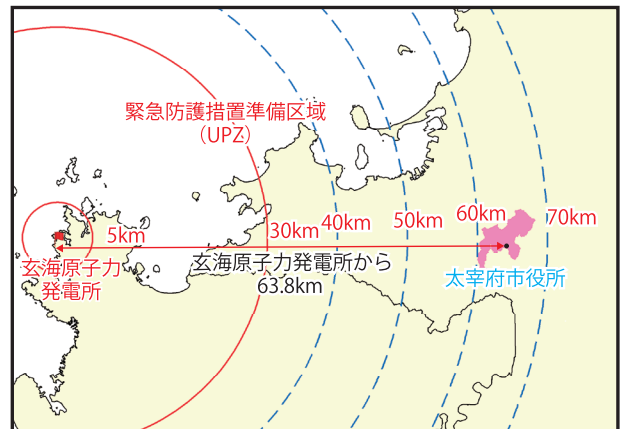 緊急防護措置準備区域
（UPZ）
5km
30km
40km
50km
60km
70km
玄海原子力
発電所
玄海原子力発電所から
63.8km
太宰府市役所